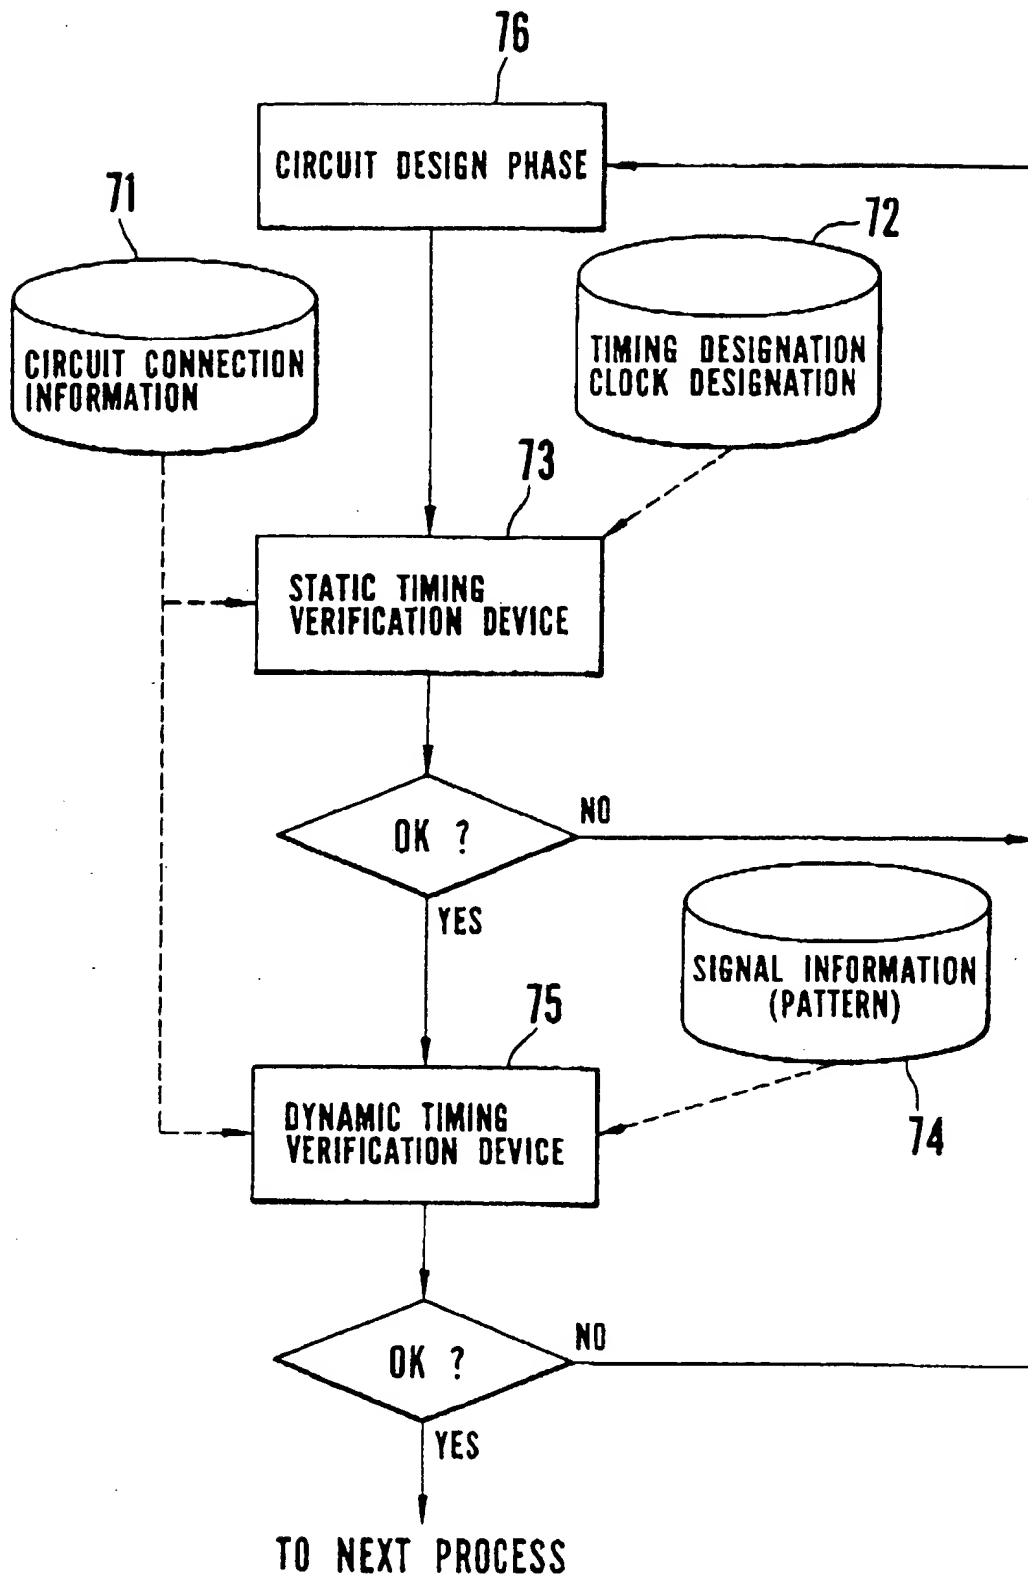 76
CIRCUIT DESIGN PHASE
71
72
CIRCUIT CONNECTION
INFORMATION
TIMING DESIGNATION
CLOCK DESIGNATION
73
STATIC TIMING
VERIFICATION DEVICE
OK ?
NO
YES
SIGNAL INFORMATION
(PATTERN)
75
74
DYNAMIC TIMING
VERIFICATION DEVICE
OK ?
NO
YES
TO NEXT PROCESS